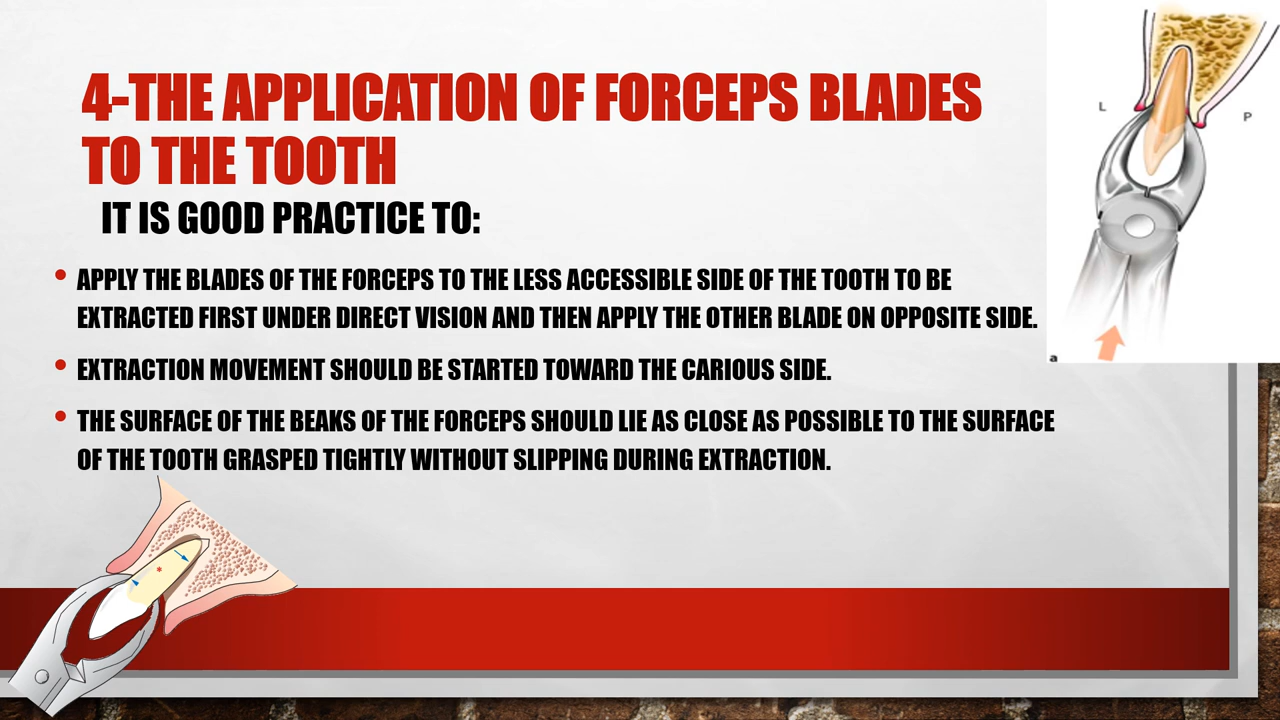 4-THE APPLICATION OF FORCEPS BLADES
TO THE TOOTH
IT IS GOOD PRACTICE TO:
• APPLY THE BLADES OF THE FORCEPS TO THE LESS ACCESSIBLE SIDE OF THE TOOTH TO BE
EXTRACTED FIRST UNDER DIRECT VISION AND THEN APPLY THE OTHER BLADE ON OPPOSITE SIDE.
• EXTRACTION MOVEMENT SHOULD BE STARTED TOWARD THE CARIOUS SIDE.
• THE SURFACE OF THE BEAKS OF THE FORCEPS SHOULD LIE AS CLOSE AS POSSIBLE TO THE SURFACE
OF THE TOOTH GRASPED TIGHTLY WITHOUT SLIPPING DURING EXTRACTION.
L
P
a
*